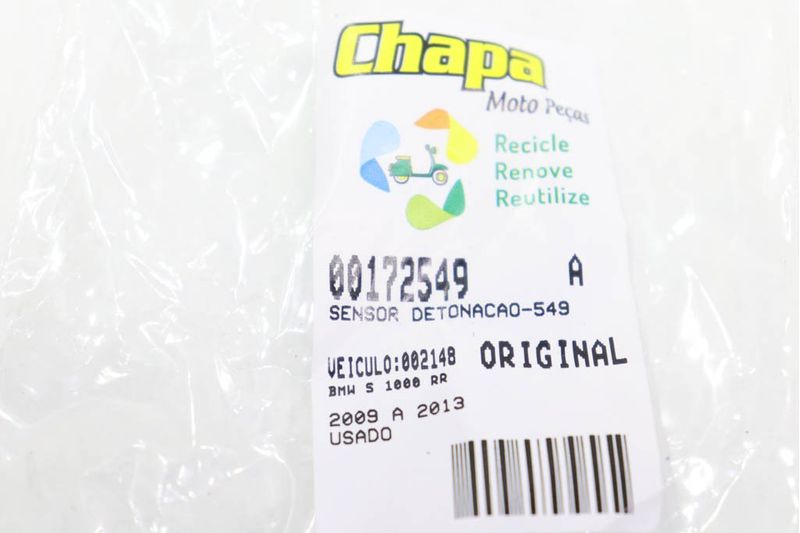 Chapa
Moto Peças
Recicle
Renove
Reutilize
00172549 A
SENSOR DETONACAO-549
VEICULO:002148 ORIGINAL
BMW S 1000 RR
2009 A 2013
USADO